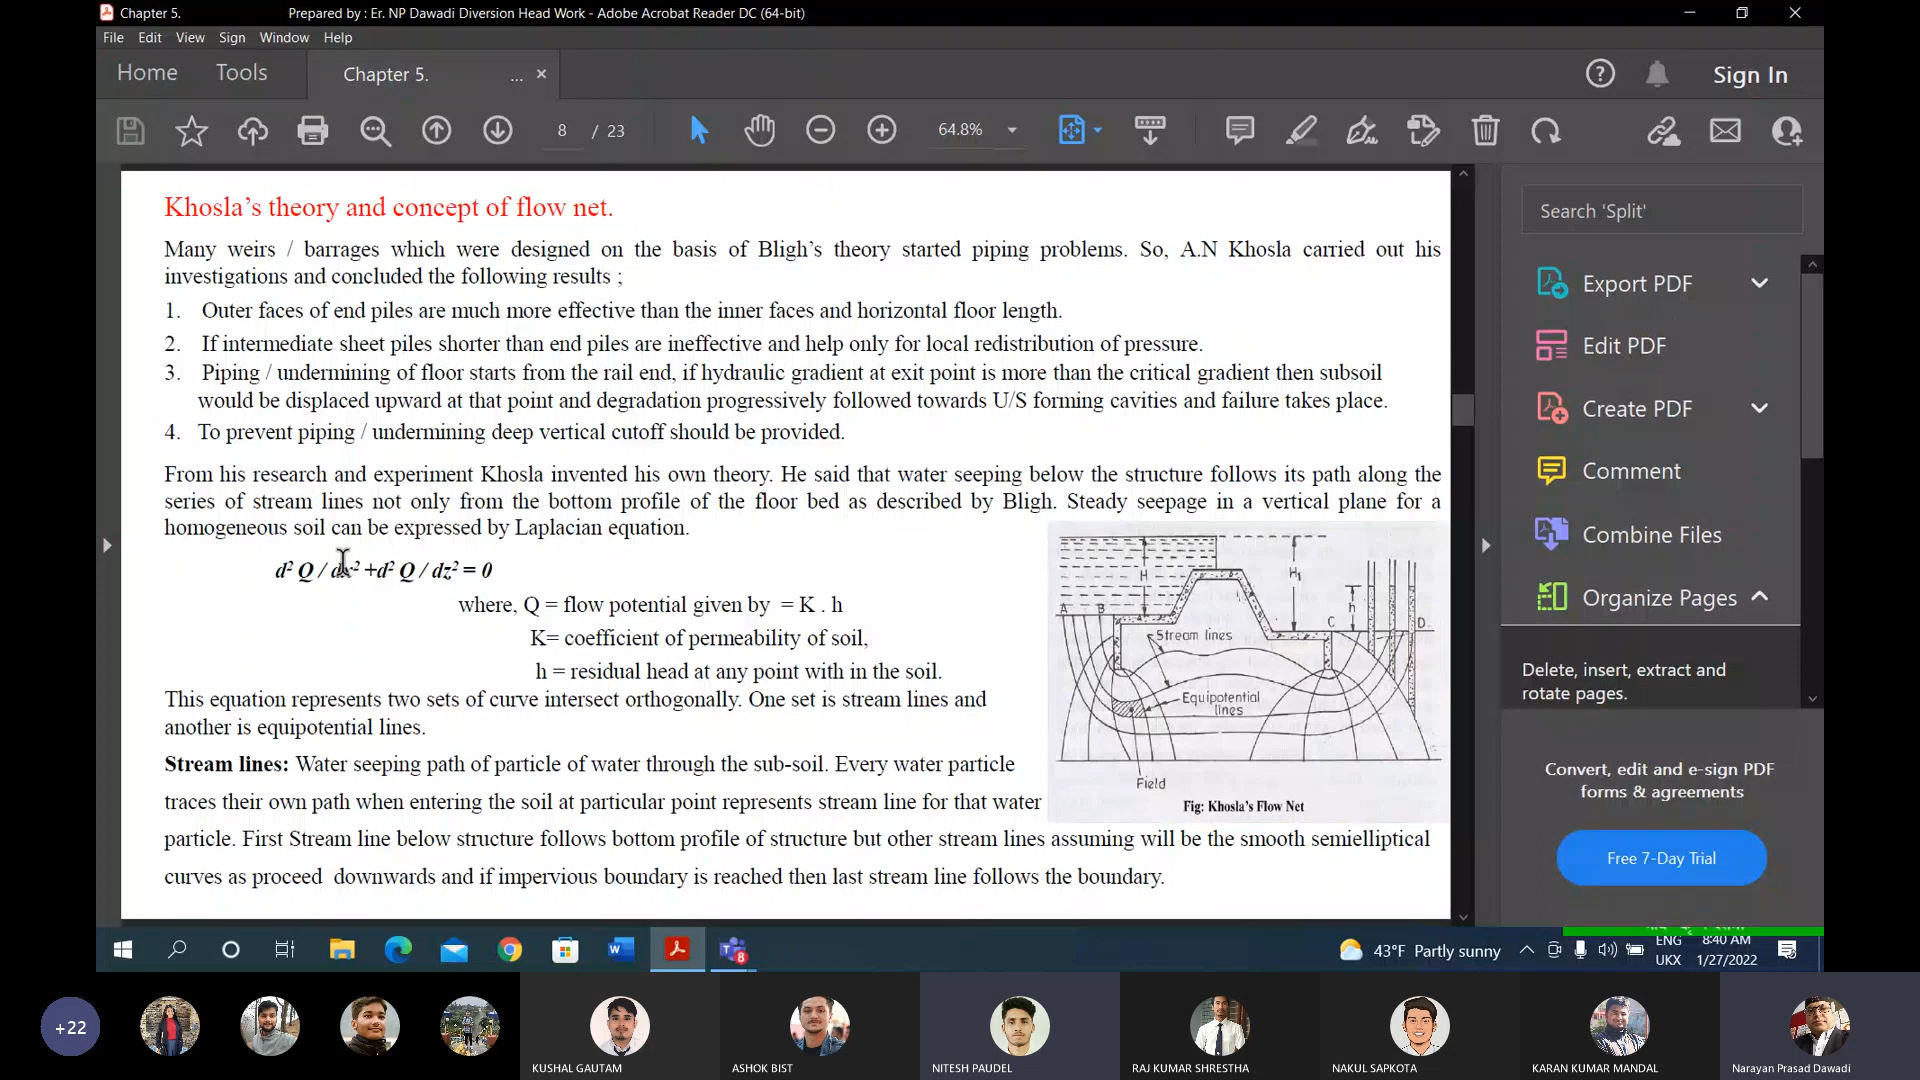 Chapter 5. Prepared by : Er. NP Dawadi Diversion Head Work - Adobe Acrobat Reader DC (64-bit)
File Edit View Sign Window Help
Home Tools Chapter 5. ... × Sign In
8 / 23 64.8%
Khosla's theory and concept of flow net.
Many weirs / barrages which were designed on the basis of Bligh's theory started piping problems. So, A.N Khosla carried out his
investigations and concluded the following results ;
1. Outer faces of end piles are much more effective than the inner faces and horizontal floor length.
2. If intermediate sheet piles shorter than end piles are ineffective and help only for local redistribution of pressure.
3. Piping / undermining of floor starts from the rail end, if hydraulic gradient at exit point is more than the critical gradient then subsoil
would be displaced upward at that point and degradation progressively followed towards U/S forming cavities and failure takes place.
4. To prevent piping / undermining deep vertical cutoff should be provided.
From his research and experiment Khosla invented his own theory. He said that water seeping below the structure follows its path along the
series of stream lines not only from the bottom profile of the floor bed as described by Bligh. Steady seepage in a vertical plane for a
homogeneous soil can be expressed by Laplacian equation.
d² Q / dx² +d² Q / dz² = 0
where, Q = flow potential given by = K . h
K= coefficient of permeability of soil,
h = residual head at any point with in the soil.
This equation represents two sets of curve intersect orthogonally. One set is stream lines and
another is equipotential lines.
Stream lines: Water seeping path of particle of water through the sub-soil. Every water particle
traces their own path when entering the soil at particular point represents stream line for that water
particle. First Stream line below structure follows bottom profile of structure but other stream lines assuming will be the smooth semielliptical
curves as proceed downwards and if impervious boundary is reached then last stream line follows the boundary.
H H₁ h
A B C D
Stream lines
Equipotential
lines
Field
Fig: Khosla's Flow Net
Search 'Split'
Export PDF
Edit PDF
Create PDF
Comment
Combine Files
Organize Pages
Delete, insert, extract and
rotate pages.
Convert, edit and e-sign PDF
forms & agreements
Free 7-Day Trial
8
43°F Partly sunny
ENG
UKX
8:40 AM
1/27/2022
+22
KUSHAL GAUTAM
ASHOK BIST
NITESH PAUDEL
RAJ KUMAR SHRESTHA
NAKUL SAPKOTA
KARAN KUMAR MANDAL
Narayan Prasad Dawadi